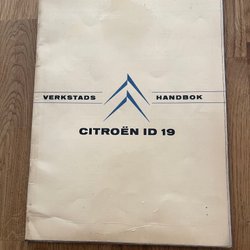 VERKSTADS HANDBOK
CITROËN ID 19